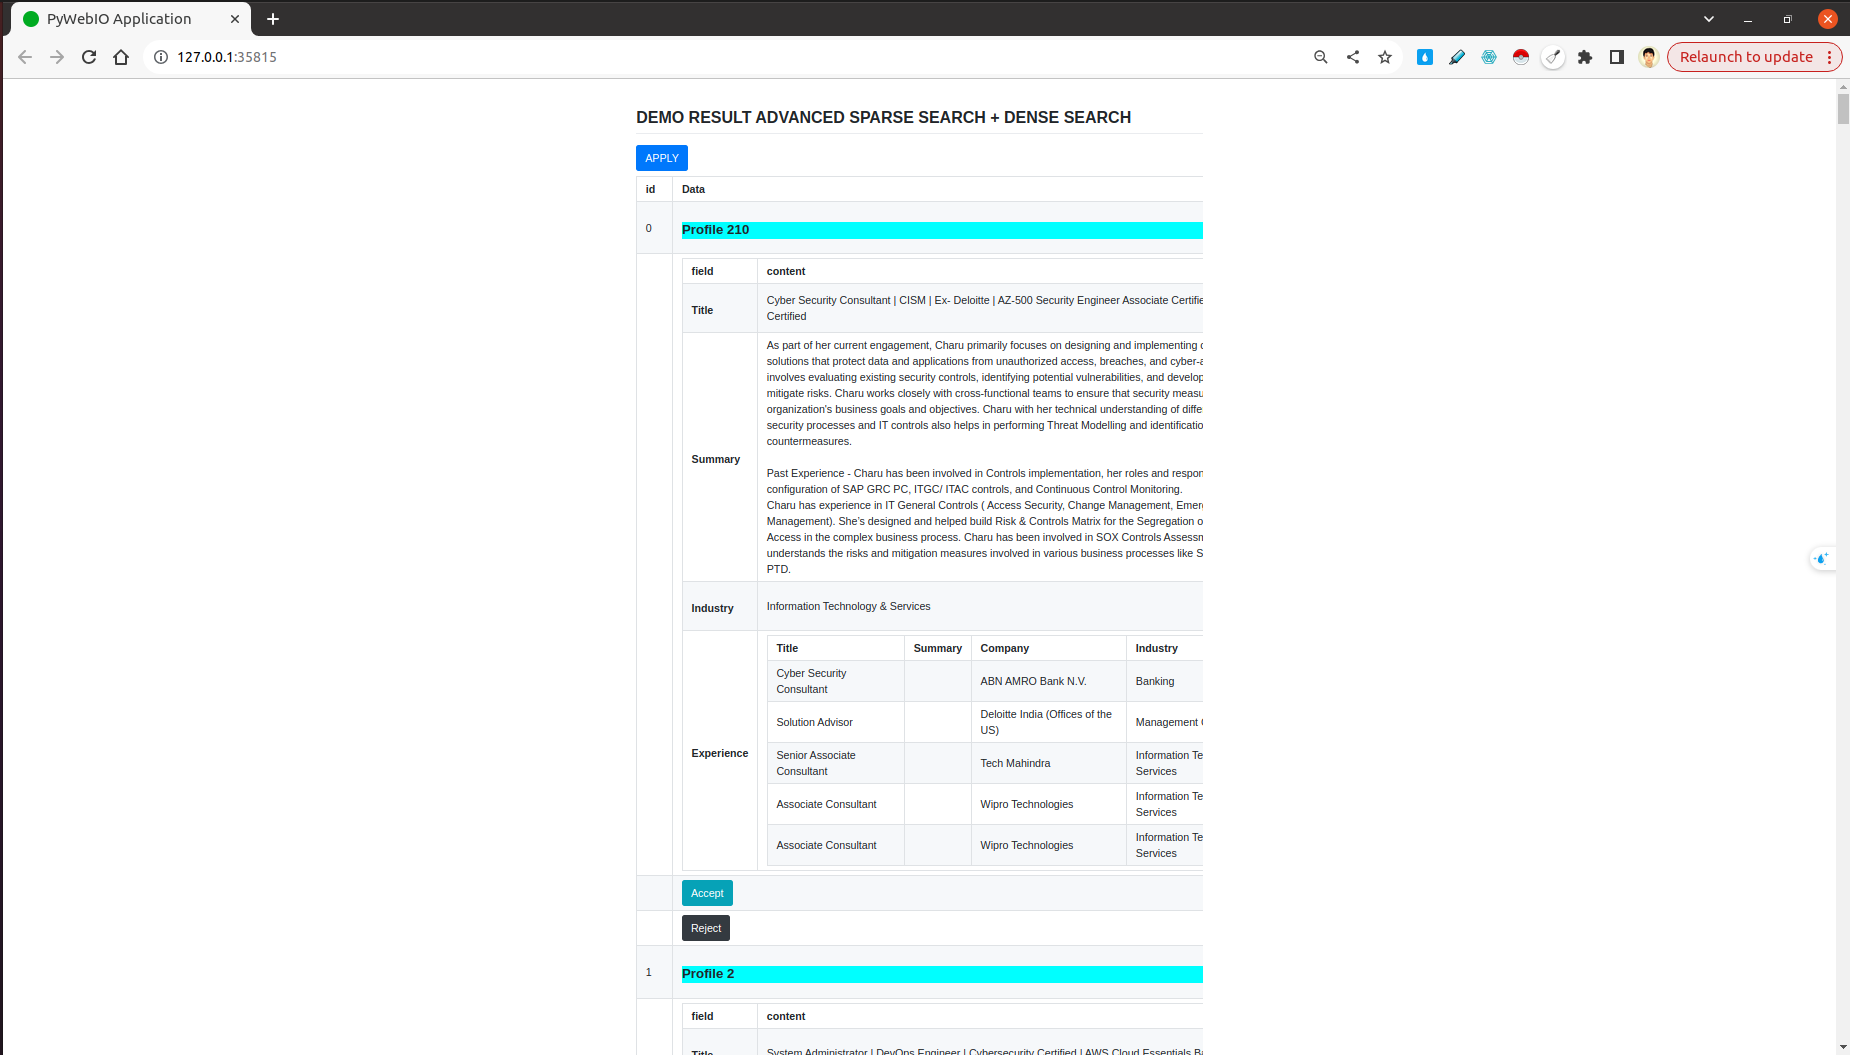 PyWebIO Application
127.0.0.1:35815
Relaunch to update
DEMO RESULT ADVANCED SPARSE SEARCH + DENSE SEARCH
APPLY
id Data
0 Profile 210
field content
Title
Cyber Security Consultant | CISM | Ex- Deloitte | AZ-500 Security Engineer Associate Certifie
Certified
Summary
As part of her current engagement, Charu primarily focuses on designing and implementing
solutions that protect data and applications from unauthorized access, breaches, and cyber-a
involves evaluating existing security controls, identifying potential vulnerabilities, and develop
mitigate risks. Charu works closely with cross-functional teams to ensure that security measu
organization's business goals and objectives. Charu with her technical understanding of diffe
security processes and IT controls also helps in performing Threat Modelling and identificatio
countermeasures.
Past Experience - Charu has been involved in Controls implementation, her roles and respon
configuration of SAP GRC PC, ITGC/ ITAC controls, and Continuous Control Monitoring.
Charu has experience in IT General Controls ( Access Security, Change Management, Emer
Management). She's designed and helped build Risk & Controls Matrix for the Segregation o
Access in the complex business process. Charu has been involved in SOX Controls Assessm
understands the risks and mitigation measures involved in various business processes like S
PTD.
Industry Information Technology & Services
Experience
Title Summary Company Industry
Cyber Security
Consultant
ABN AMRO Bank N.V. Banking
Solution Advisor
Deloitte India (Offices of the
US)
Management
Senior Associate
Consultant
Tech Mahindra
Information Te
Services
Associate Consultant Wipro Technologies
Information Te
Services
Associate Consultant Wipro Technologies
Information Te
Services
Accept
Reject
1 Profile 2
field content
Title System Administrator | DevOps Engineer | Cybersecurity Certified | AWS Cloud Essentials Ba